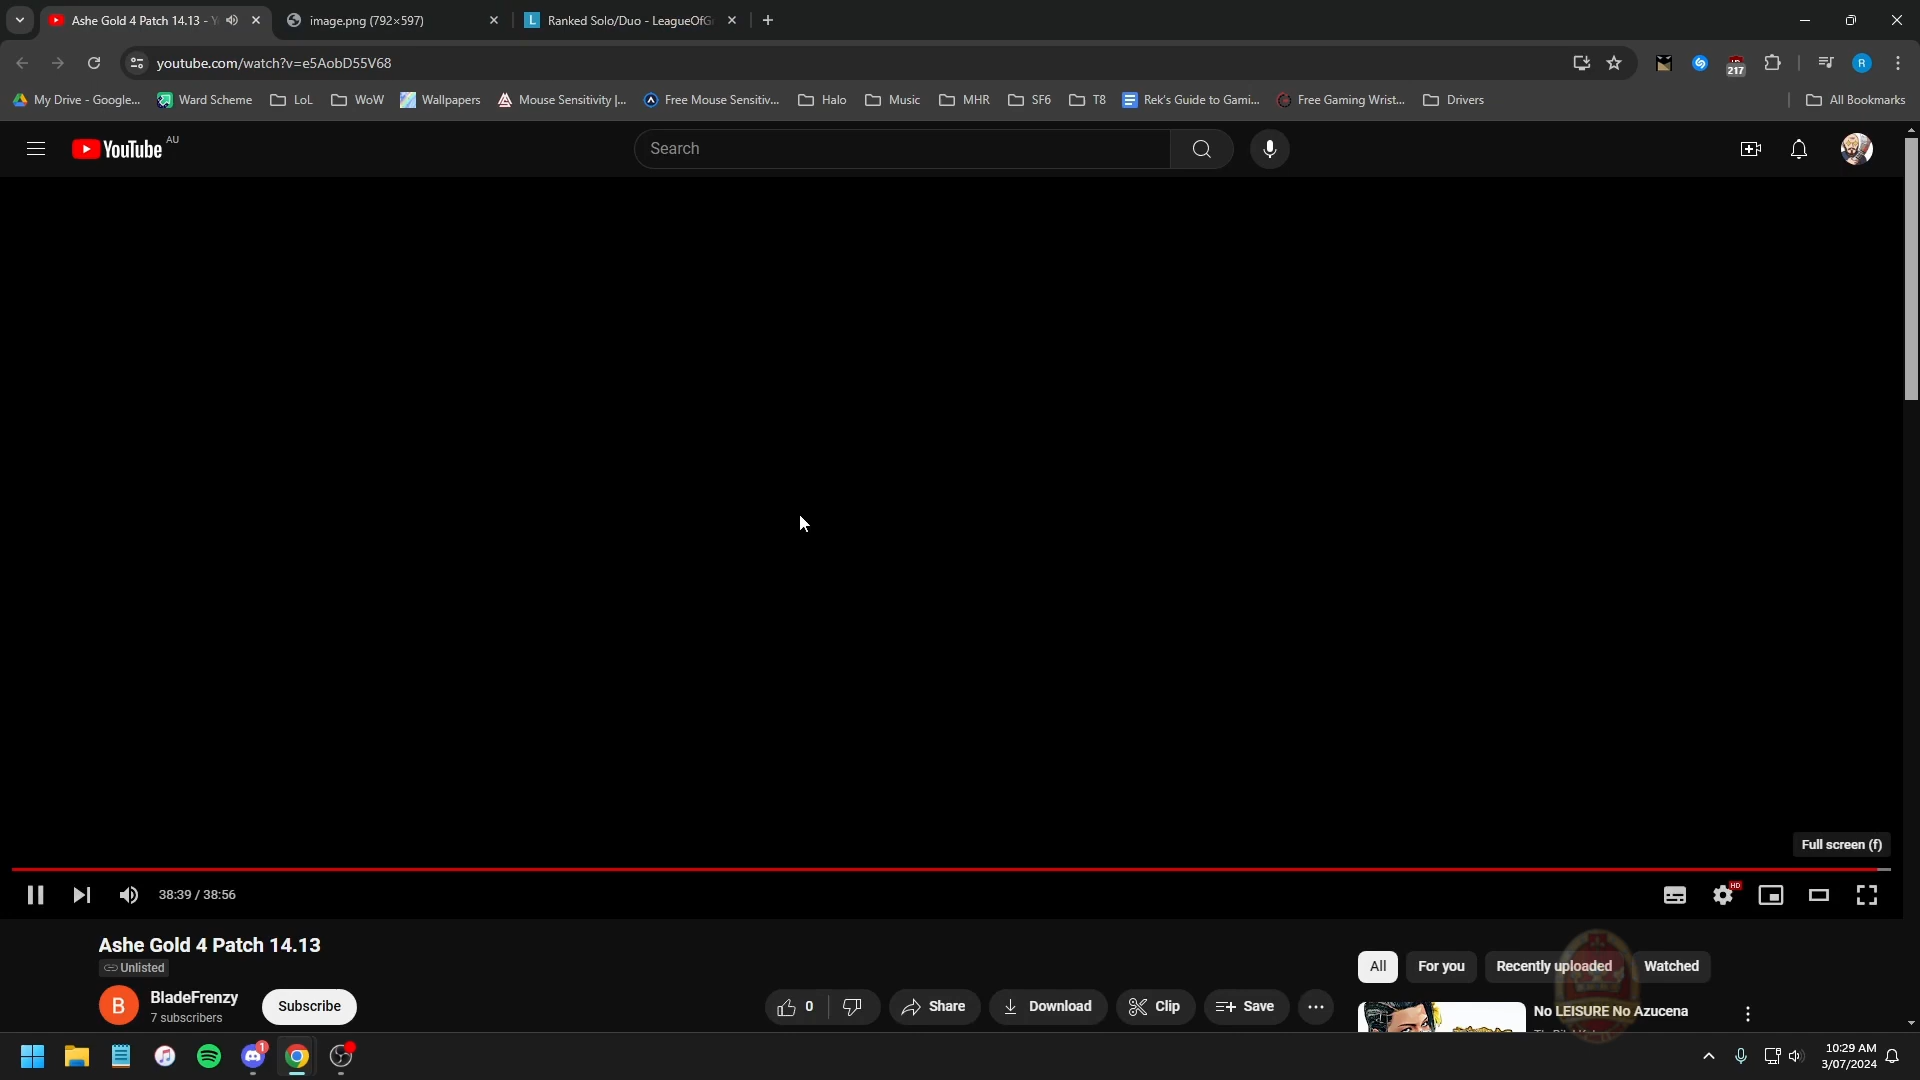 Ashe Gold 4 Patch 14.13 - Y
image.png (792×597)
Ranked Solo/Duo - LeagueOfGr
youtube.com/watch?v=e5AobD55V68
217
R
My Drive - Google...
Ward Scheme
LoL
WoW
Wallpapers
Mouse Sensitivity |...
Free Mouse Sensitiv...
Halo
Music
MHR
SF6
T8
Rek's Guide to Gami...
Free Gaming Wrist...
Drivers
All Bookmarks
YouTube AU
Search
Full screen (f)
38:39 / 38:56
HD
Ashe Gold 4 Patch 14.13
Unlisted
B
BladeFrenzy
7 subscribers
Subscribe
0
Share
Download
Clip
Save
All
For you
Recently uploaded
Watched
No LEISURE No Azucena
1
10:29 AM
3/07/2024